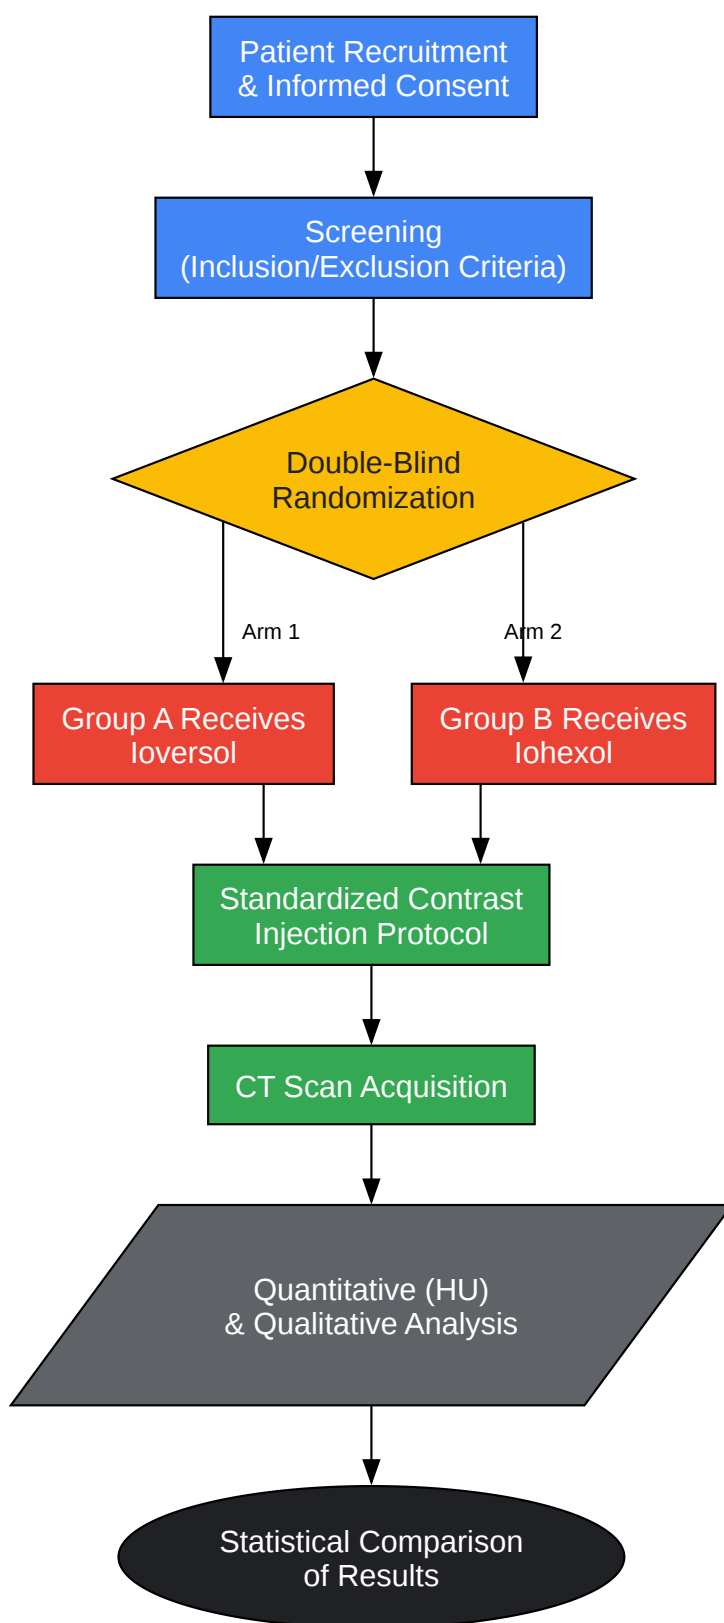 Patient Recruitment
& Informed Consent
Screening
(Inclusion/Exclusion Criteria)
Double-Blind
Randomization
Arm 1
Arm 2
Group A Receives
Ioversol
Group B Receives
Iohexol
Standardized Contrast
Injection Protocol
CT Scan Acquisition
Quantitative (HU)
& Qualitative Analysis
Statistical Comparison
of Results